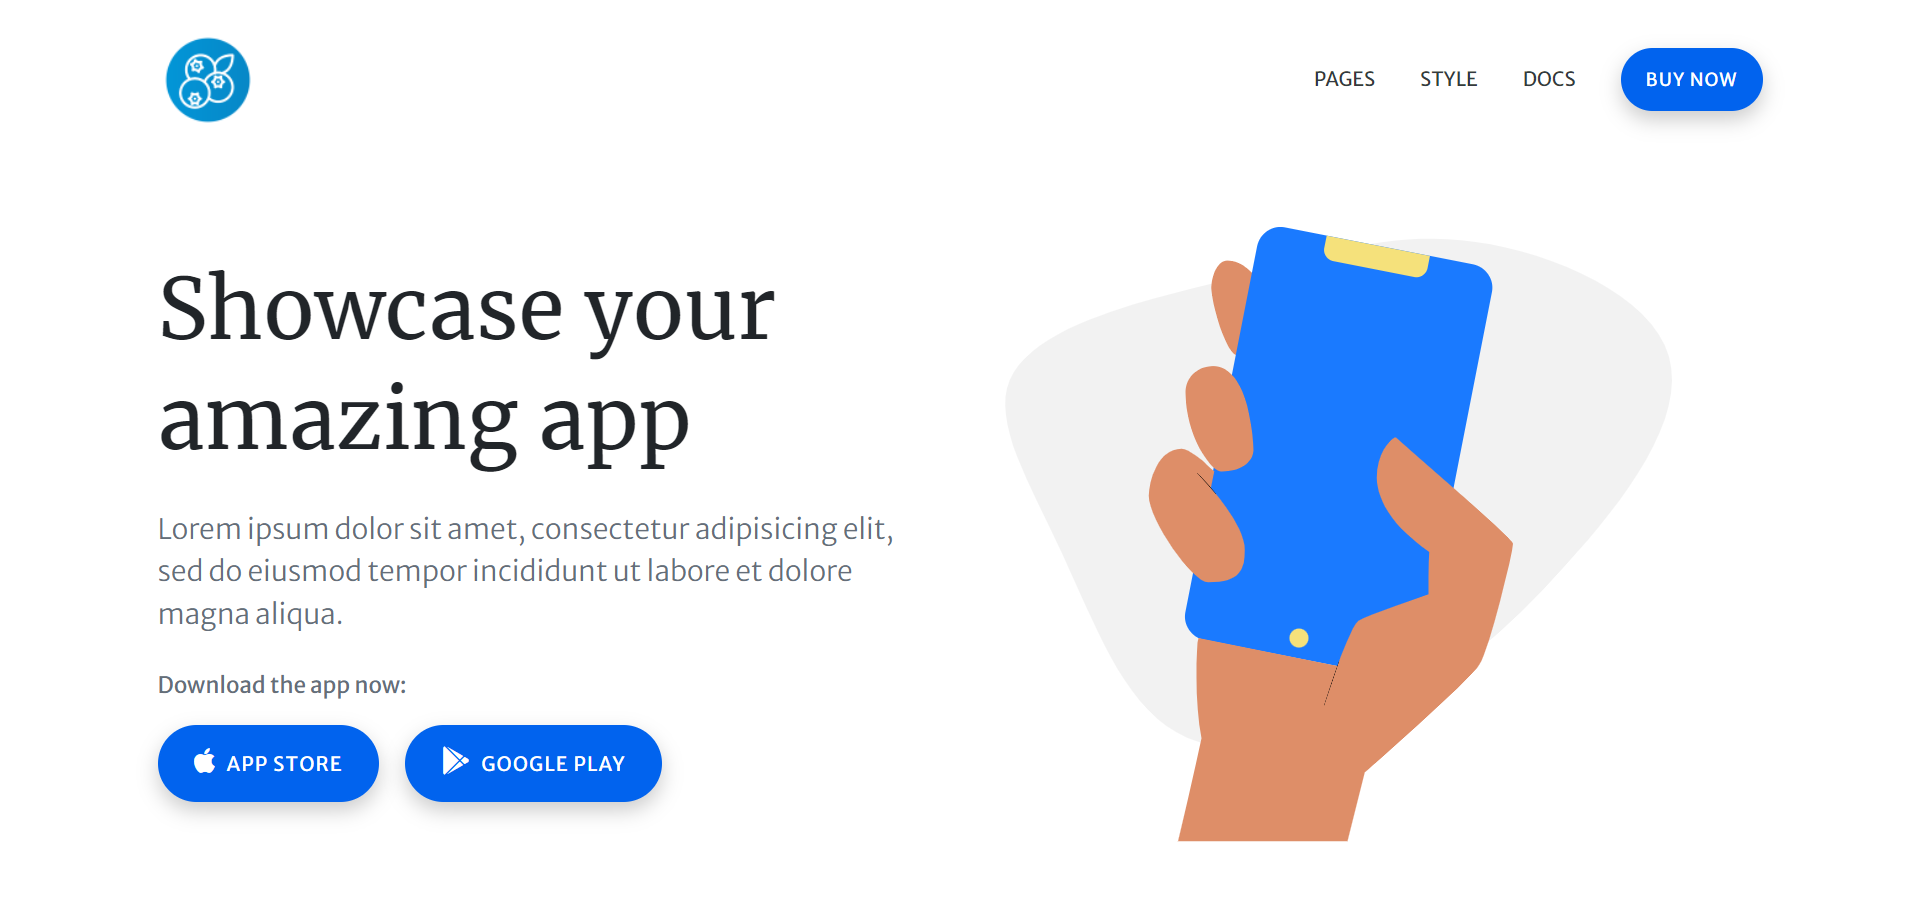 PAGES STYLE DOCS BUY NOW
Showcase your
amazing app
Lorem ipsum dolor sit amet, consectetur adipisicing elit,
sed do eiusmod tempor incididunt ut labore et dolore
magna aliqua.
Download the app now:
APP STORE GOOGLE PLAY